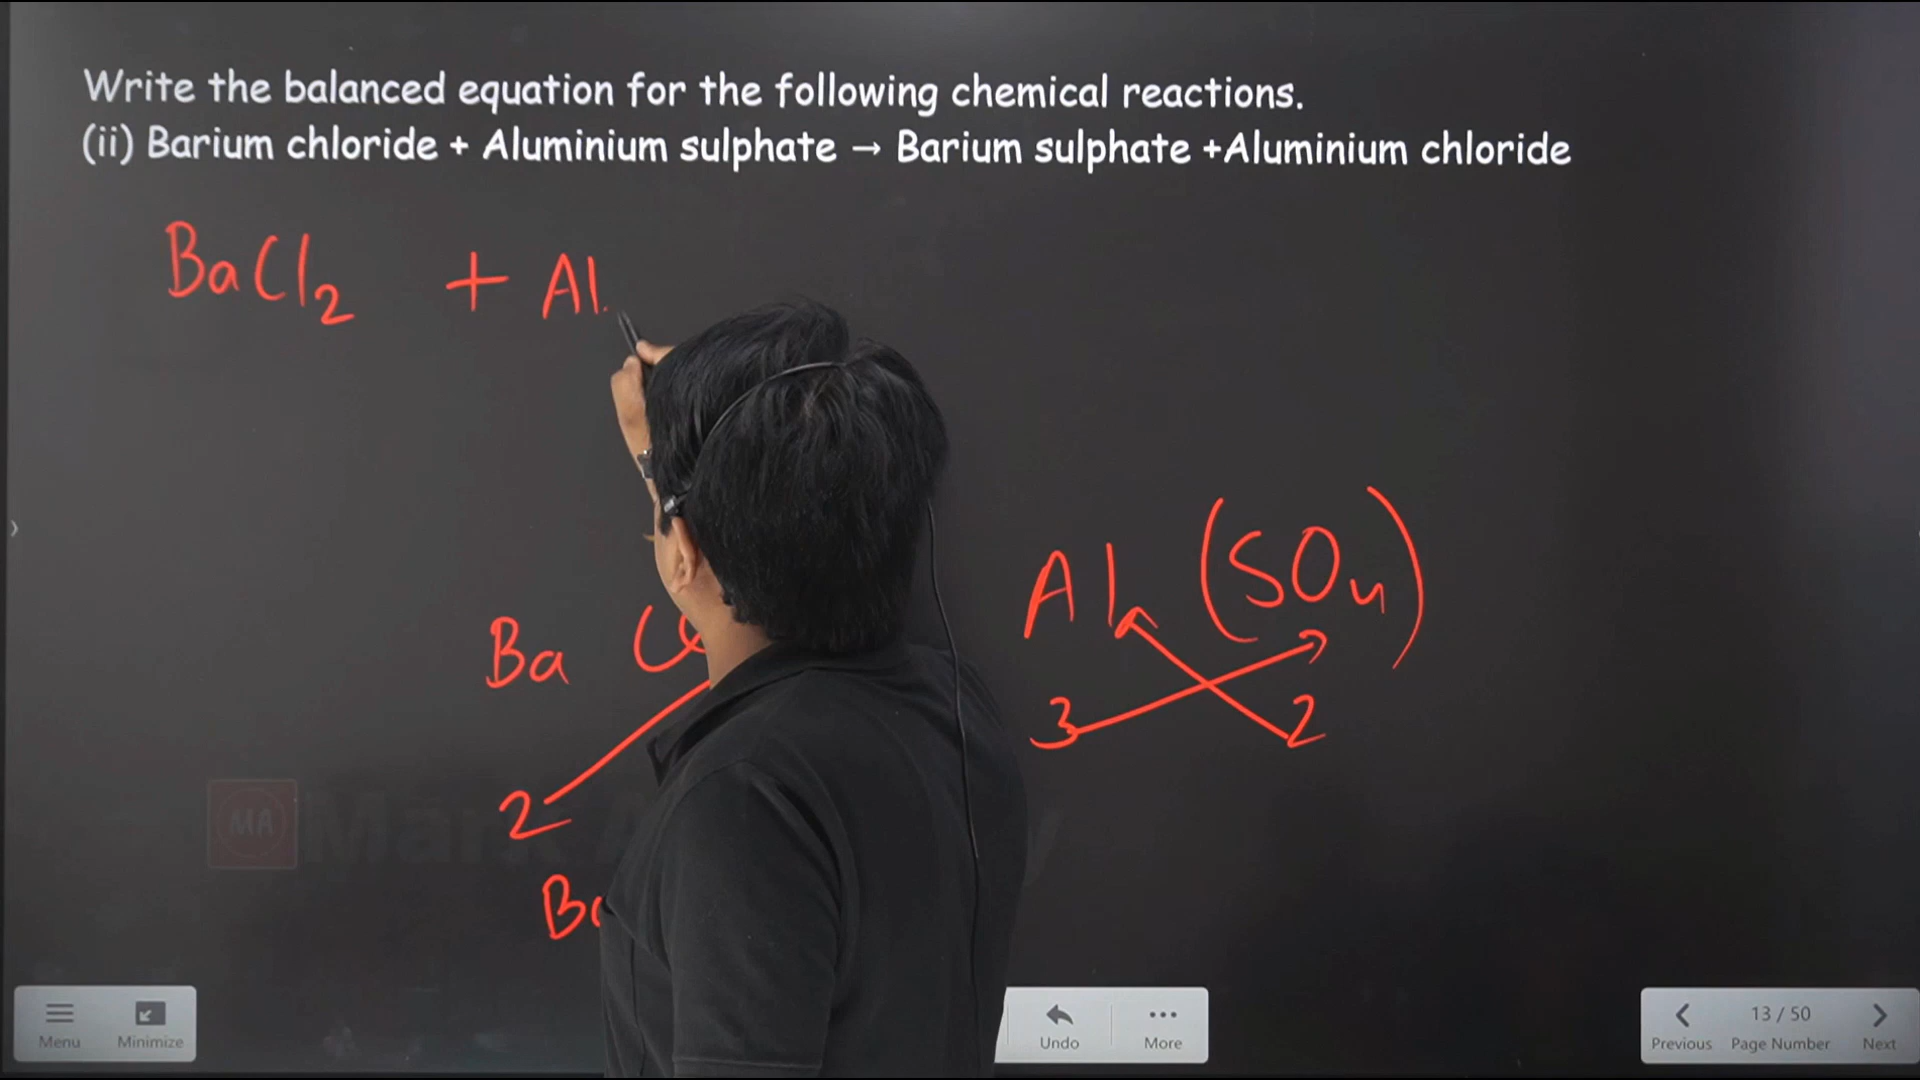 Write the balanced equation for the following chemical reactions.
(ii) Barium chloride + Aluminium sulphate → Barium sulphate +Aluminium chloride
BaCl2 + Al
Al (SO4)
Ba
3 2
2
MA
Menu Minimize Undo More Previous 13 / 50 Page Number Next